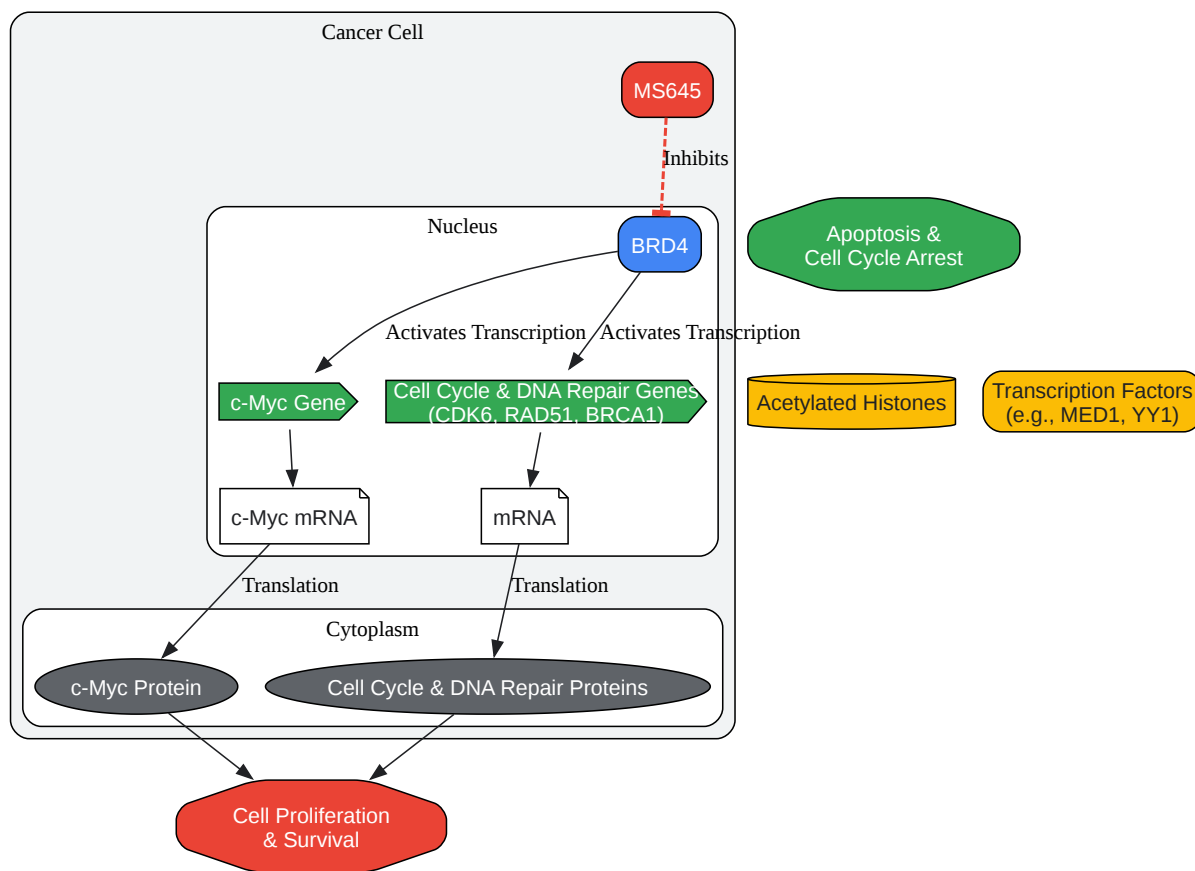 Cancer Cell
MS645
Inhibits
Nucleus
BRD4
Apoptosis &
Cell Cycle Arrest
Activates Transcription
Activates Transcription
c-Myc Gene
Cell Cycle & DNA Repair Genes
(CDK6, RAD51, BRCA1)
Acetylated Histones
Transcription Factors
(e.g., MED1, YY1)
c-Myc mRNA
mRNA
Translation
Translation
Cytoplasm
c-Myc Protein
Cell Cycle & DNA Repair Proteins
Cell Proliferation
& Survival